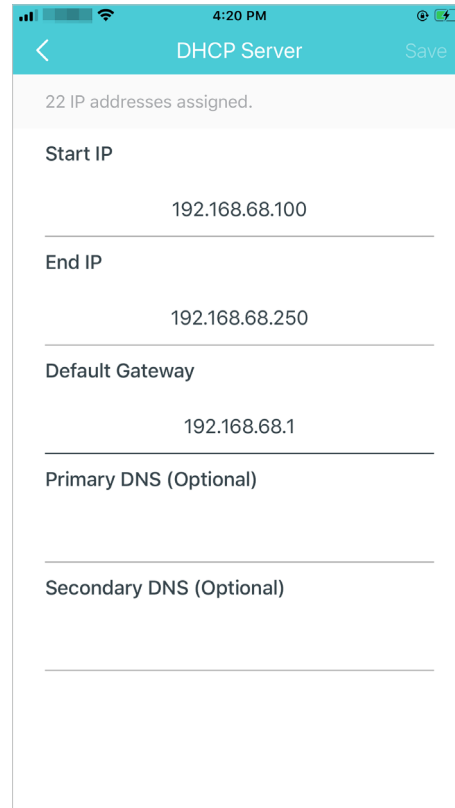 4:20 PM
DHCP Server
Save
22 IP addresses assigned.
Start IP
192.168.68.100
End IP
192.168.68.250
Default Gateway
192.168.68.1
Primary DNS (Optional)
Secondary DNS (Optional)